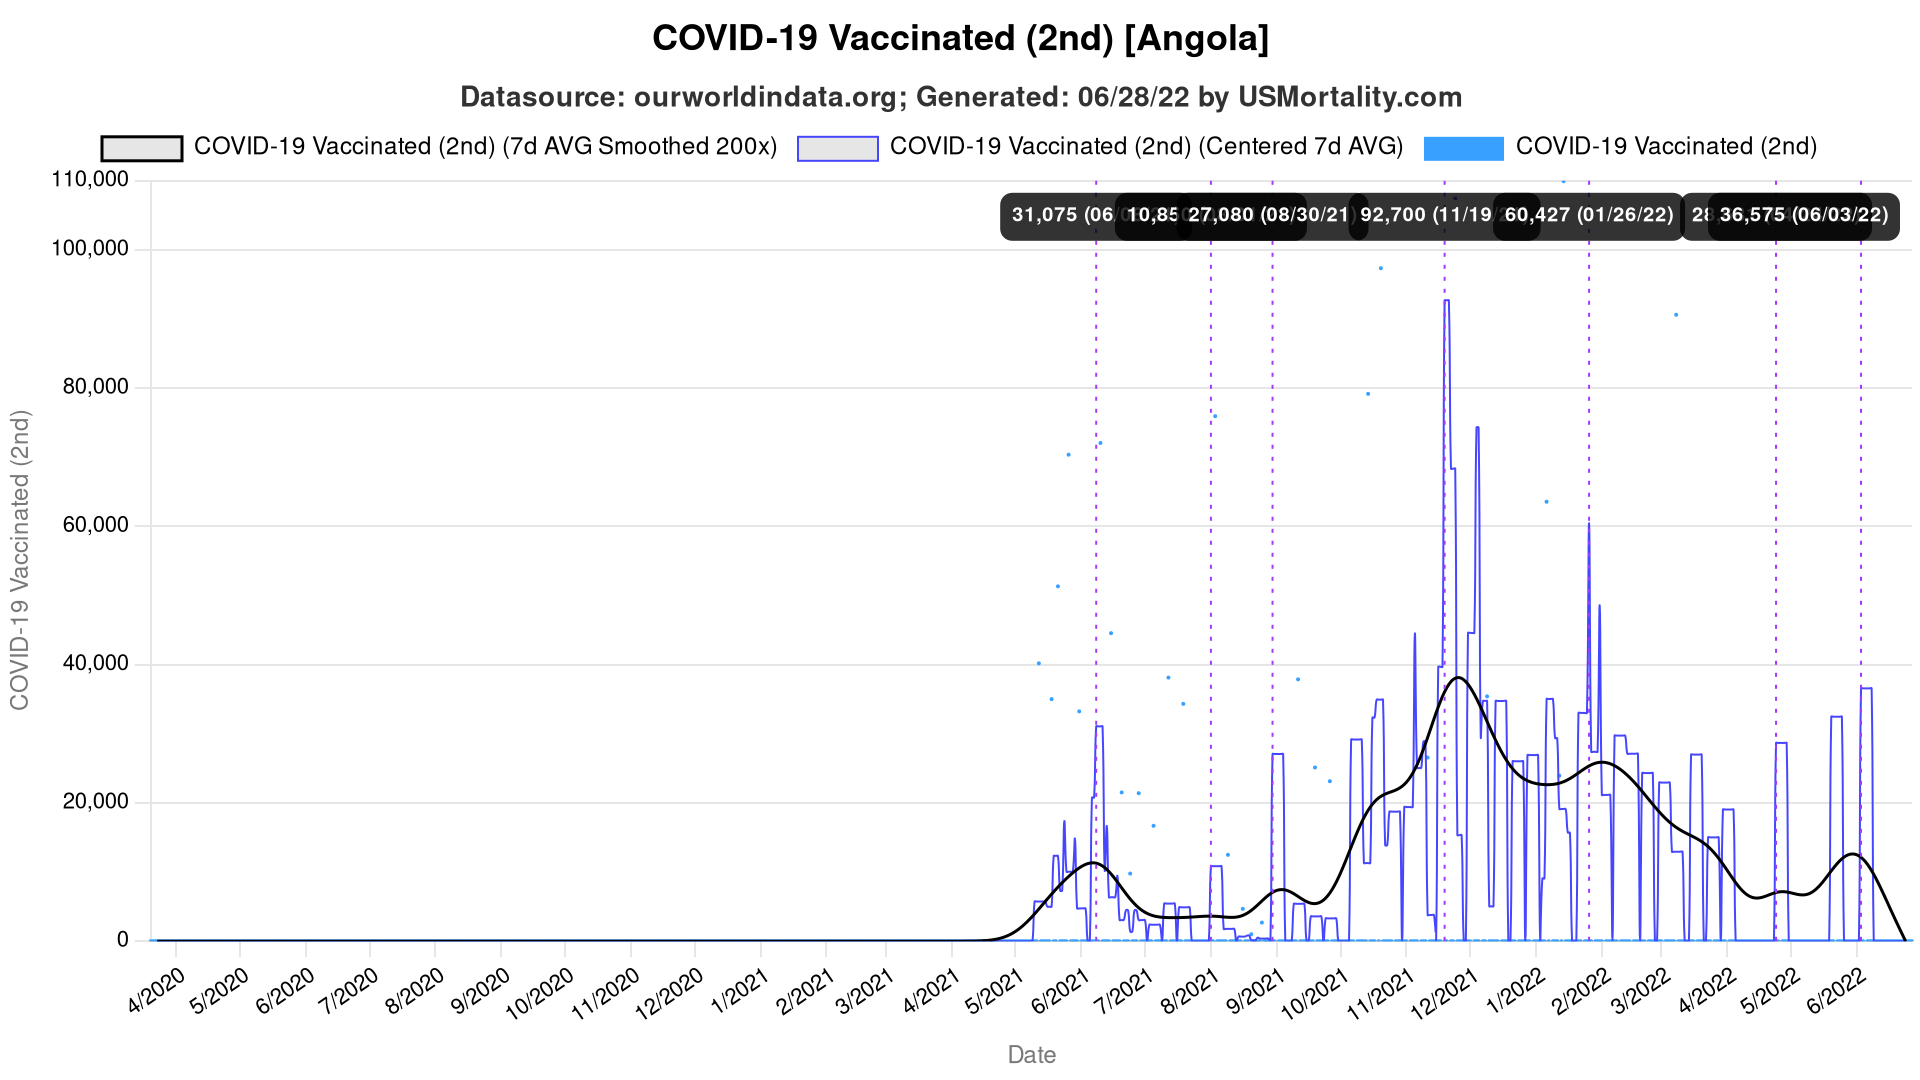 COVID-19 Vaccinated (2nd) [Angola]
Datasource: ourworldindata.org; Generated: 06/28/22 by USMortality.com
COVID-19 Vaccinated (2nd) (7d AVG Smoothed 200x) COVID-19 Vaccinated (2nd) (Centered 7d AVG) COVID-19 Vaccinated (2nd)
110,000
31,075 (06/ 10,85 27,080 (08/30/21) 92,700 (11/19/ 60,427 (01/26/22) 28, 36,575 (06/03/22)
100,000
80,000
60,000
40,000
20,000
0
COVID-19 Vaccinated (2nd)
4/2020 5/2020 6/2020 7/2020 8/2020 9/2020 10/2020 11/2020 12/2020 1/2021 2/2021 3/2021 4/2021 5/2021 6/2021 7/2021 8/2021 9/2021 10/2021 11/2021 12/2021 1/2022 2/2022 3/2022 4/2022 5/2022 6/2022
Date